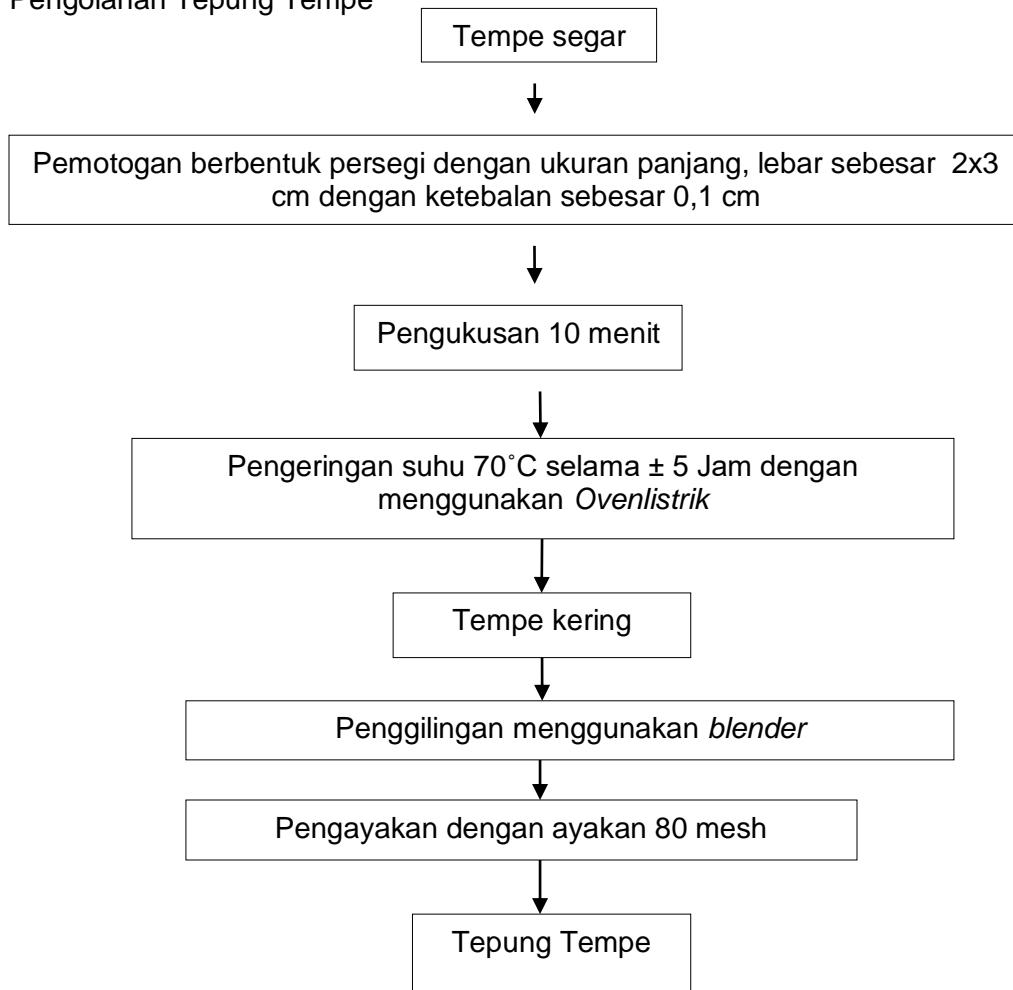 Pengolahan Tepung Tempe
Tempe segar
Pemotogan berbentuk persegi dengan ukuran panjang, lebar sebesar 2x3
cm dengan ketebalan sebesar 0,1 cm
Pengukusan 10 menit
Pengeringan suhu 70˚C selama ± 5 Jam dengan
menggunakan Ovenlistrik
Tempe kering
Penggilingan menggunakan blender
Pengayakan dengan ayakan 80 mesh
Tepung Tempe